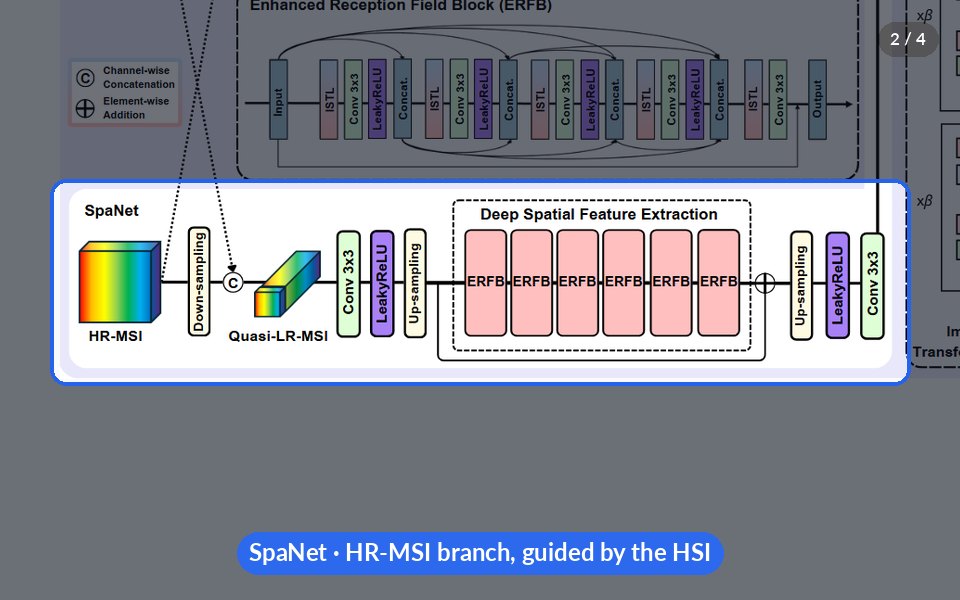 Enhanced Reception Field Block (ERFB)
xβ
2 / 4
C
Channel-wise
Concatenation
Element-wise
Addition
Input
ISTL
Conv 3x3
LeakyReLU
Concat.
ISTL
Conv 3x3
LeakyReLU
Concat.
ISTL
Conv 3x3
LeakyReLU
Concat.
ISTL
Conv 3x3
LeakyReLU
Concat.
ISTL
Conv 3x3
Output
xβ
SpaNet
Deep Spatial Feature Extraction
HR-MSI
Down-sampling
C
Quasi-LR-MSI
Conv 3x3
LeakyReLU
Up-sampling
ERFB
ERFB
ERFB
ERFB
ERFB
ERFB
Up-sampling
LeakyReLU
Conv 3x3
SpaNet · HR-MSI branch, guided by the HSI